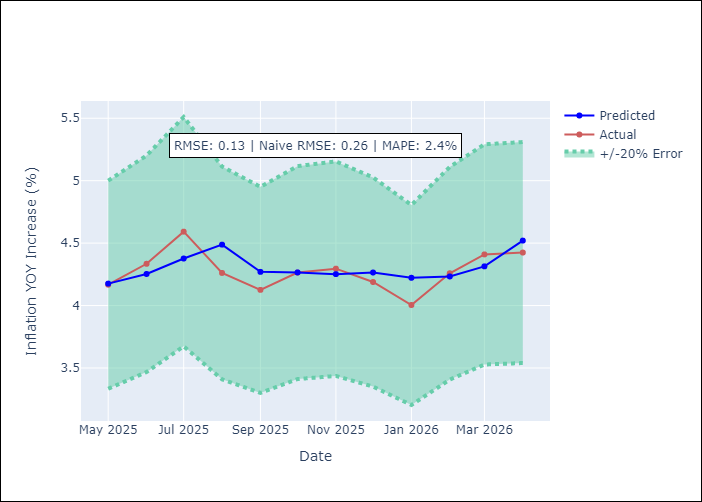 5.5
5
4.5
4
3.5
Inflation YOY Increase (%)
RMSE: 0.13 | Naive RMSE: 0.26 | MAPE: 2.4%
May 2025
Jul 2025
Sep 2025
Nov 2025
Jan 2026
Mar 2026
Date
Predicted
Actual
+/-20% Error